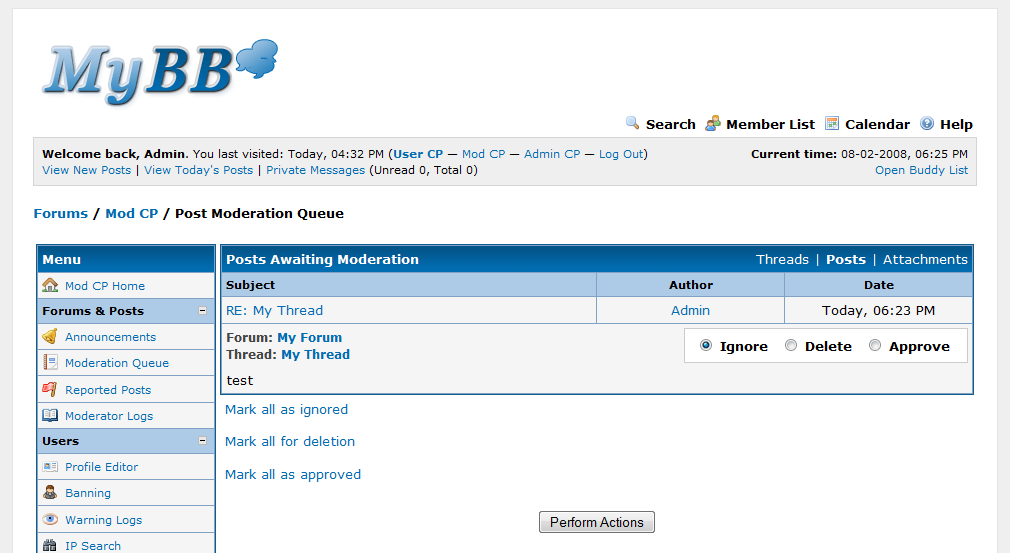 MyBB
Search Member List Calendar Help
Welcome back, Admin. You last visited: Today, 04:32 PM (User CP — Mod CP — Admin CP — Log Out) Current time: 08-02-2008, 06:25 PM
View New Posts | View Today's Posts | Private Messages (Unread 0, Total 0) Open Buddy List
Forums / Mod CP / Post Moderation Queue
Menu
Mod CP Home
Forums & Posts
Announcements
Moderation Queue
Reported Posts
Moderator Logs
Users
Profile Editor
Banning
Warning Logs
IP Search
Posts Awaiting Moderation Threads | Posts | Attachments
Subject Author Date
RE: My Thread Admin Today, 06:23 PM
Forum: My Forum
Thread: My Thread
Ignore Delete Approve
test
Mark all as ignored
Mark all for deletion
Mark all as approved
Perform Actions